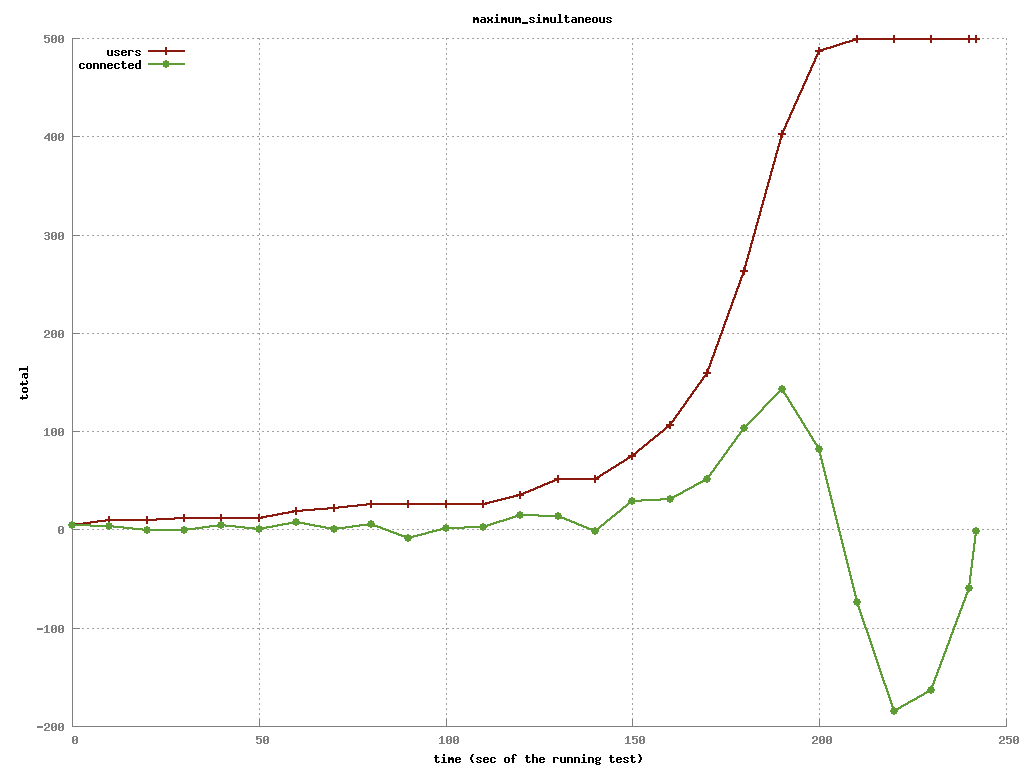 maximum_simultaneous
users
connected
500
400
300
200
100
0
-100
-200
total
0 50 100 150 200 250
time (sec of the running test)